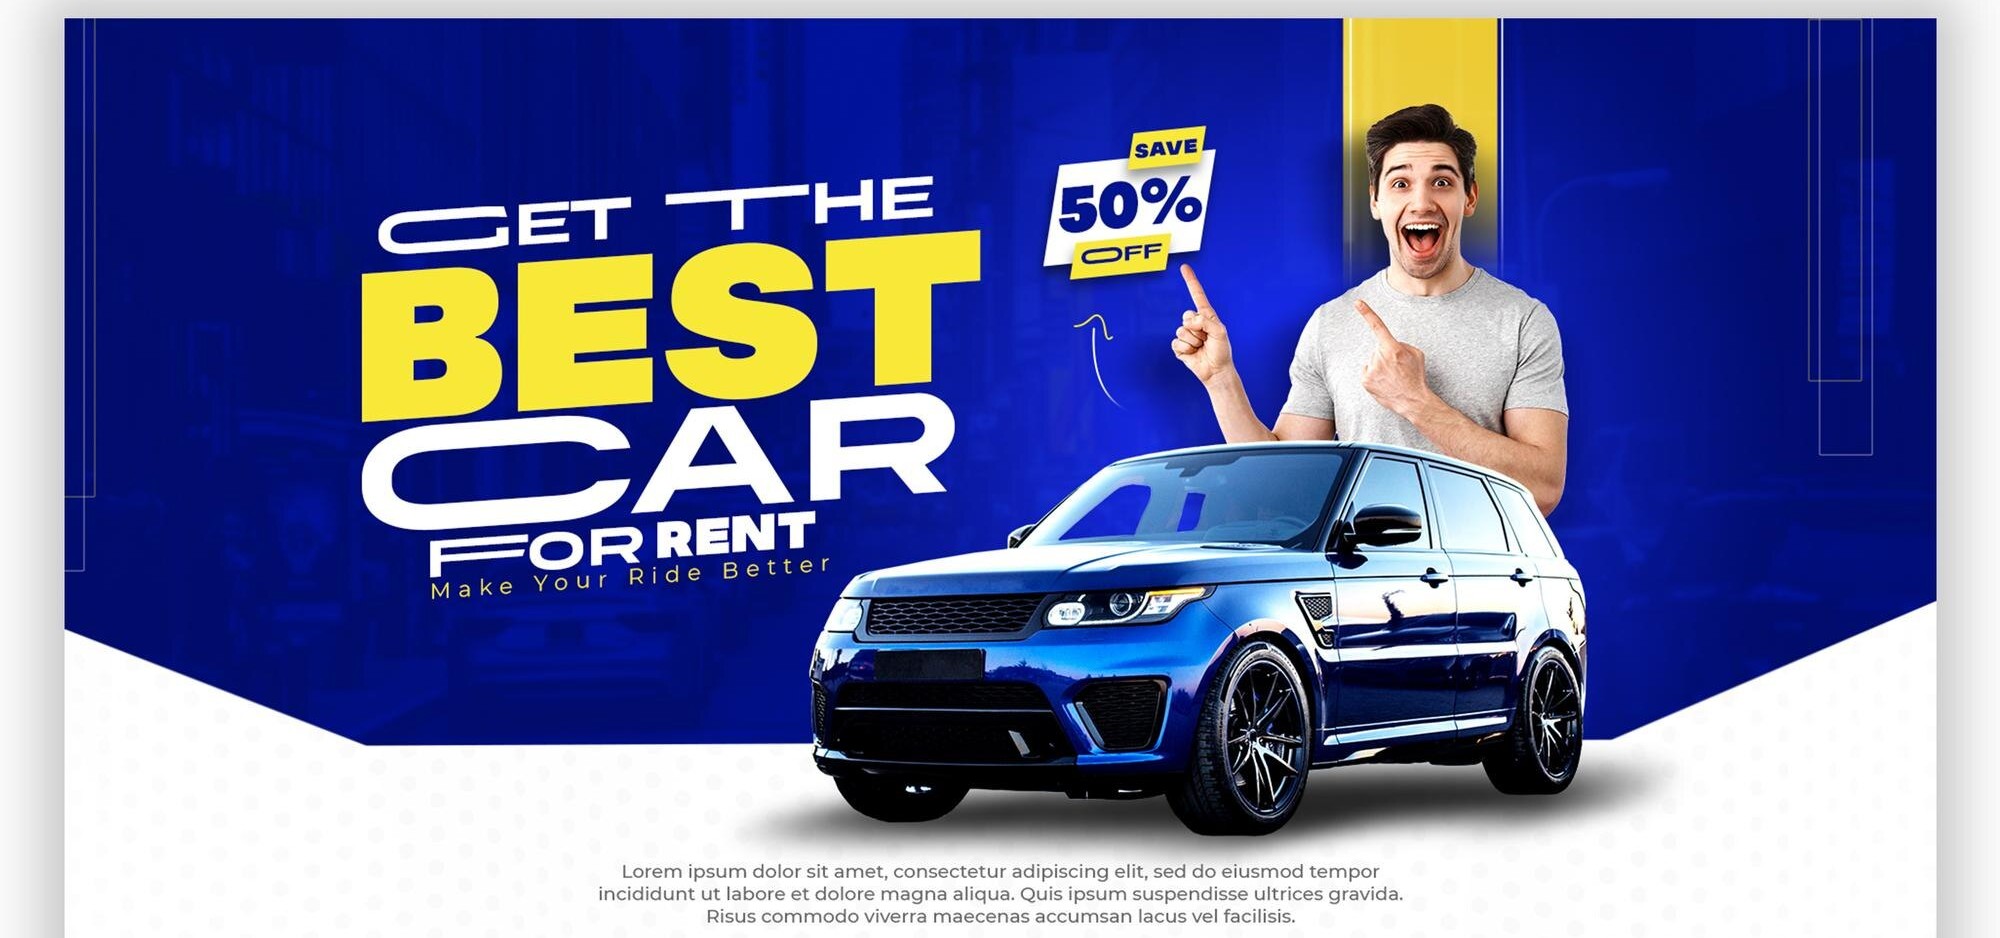 GET THE
BEST
CAR
FOR RENT
Make Your Ride Better
SAVE
50%
OFF
Lorem ipsum dolor sit amet, consectetur adipiscing elit, sed do eiusmod tempor
incididunt ut labore et dolore magna aliqua. Quis ipsum suspendisse ultrices gravida.
Risus commodo viverra maecenas accumsan lacus vel facilisis.